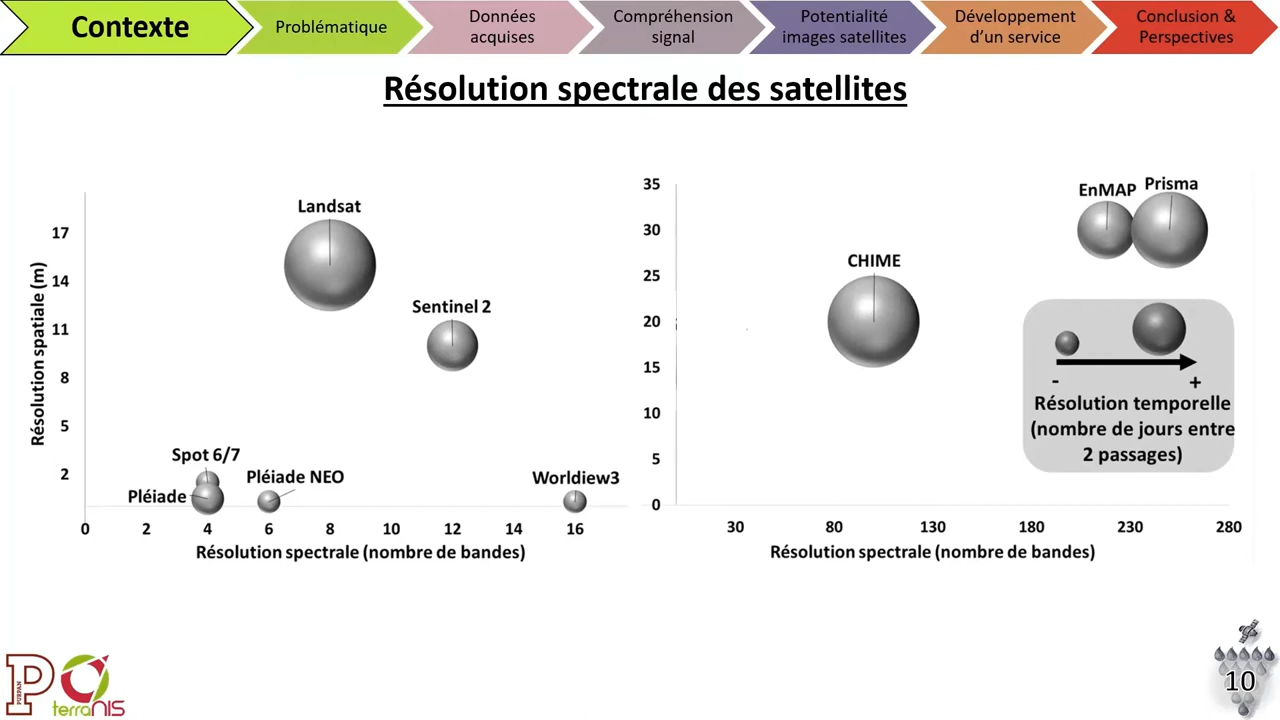 Contexte
Problématique
Données
acquises
Compréhension
signal
Potentialité
images satellites
Développement
d'un service
Conclusion &
Perspectives
Résolution spectrale des satellites
Résolution spatiale (m)
17
14
11
8
5
2
Landsat
Sentinel 2
Spot 6/7
Pléiade
Pléiade NEO
Worldiew3
0 2 4 6 8 10 12 14 16
Résolution spectrale (nombre de bandes)
35
30
25
20
15
10
5
0
EnMAP Prisma
CHIME
- +
Résolution temporelle
(nombre de jours entre
2 passages)
30 80 130 180 230 280
Résolution spectrale (nombre de bandes)
P
PURPAN
terraNIS
10